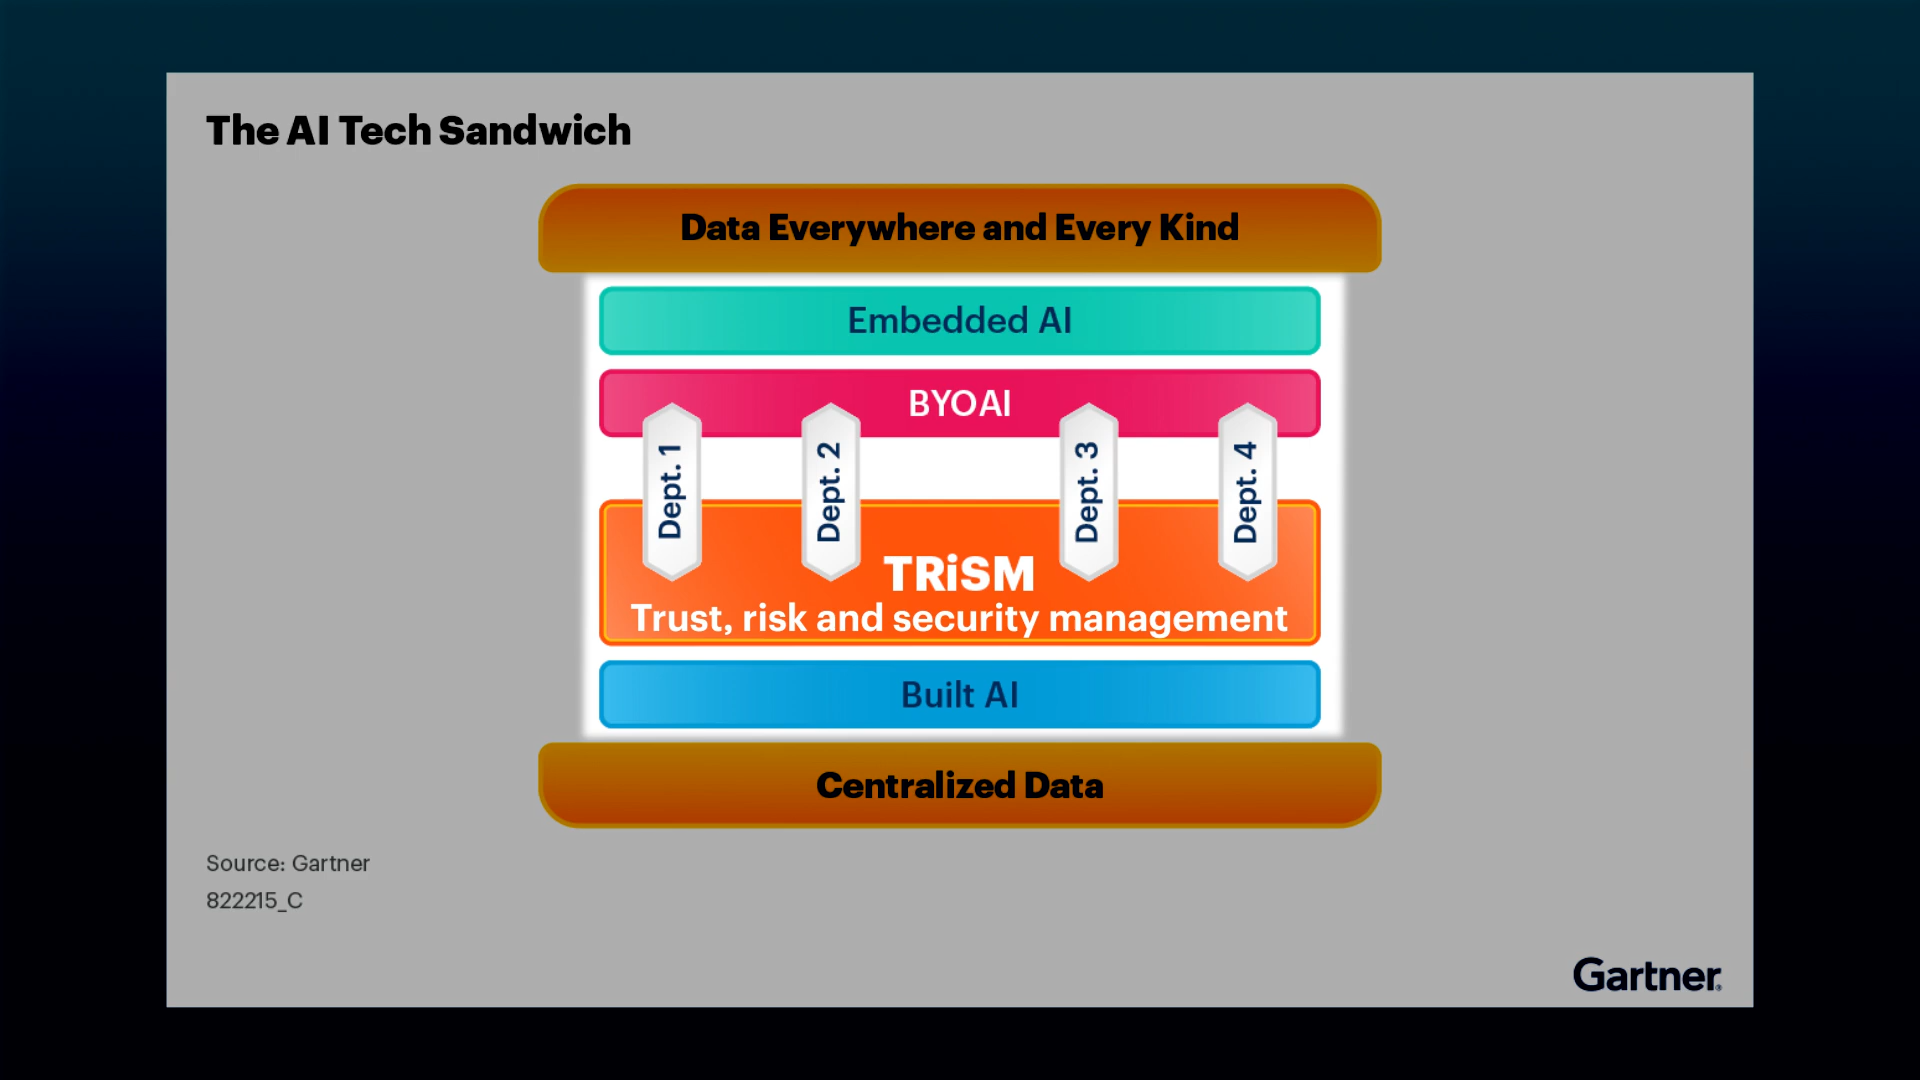 The AI Tech Sandwich
Data Everywhere and Every Kind
Embedded AI
BYOAI
Dept. 1
Dept. 2
Dept. 3
Dept. 4
TRiSM
Trust, risk and security management
Built AI
Centralized Data
Source: Gartner
822215_C
Gartner®